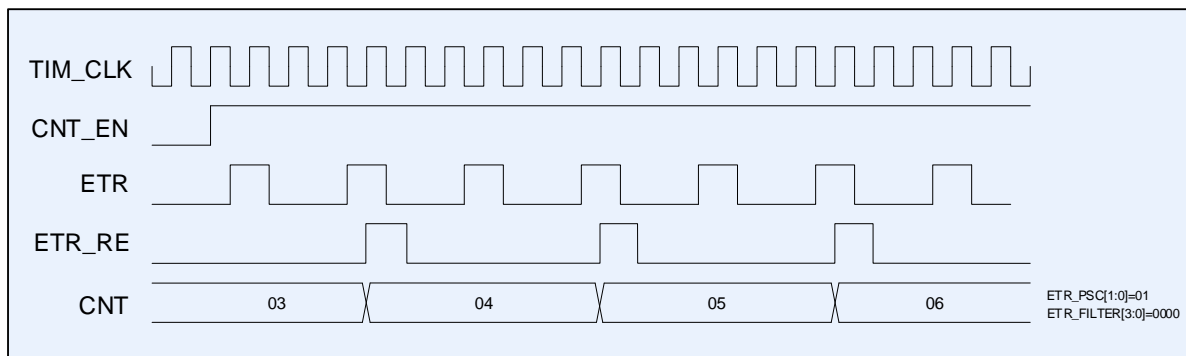 TIM_CLK
CNT_EN
ETR
ETR_RE
CNT 03 04 05 06
ETR_PSC[1:0]=01
ETR_FILTER[3:0]=0000